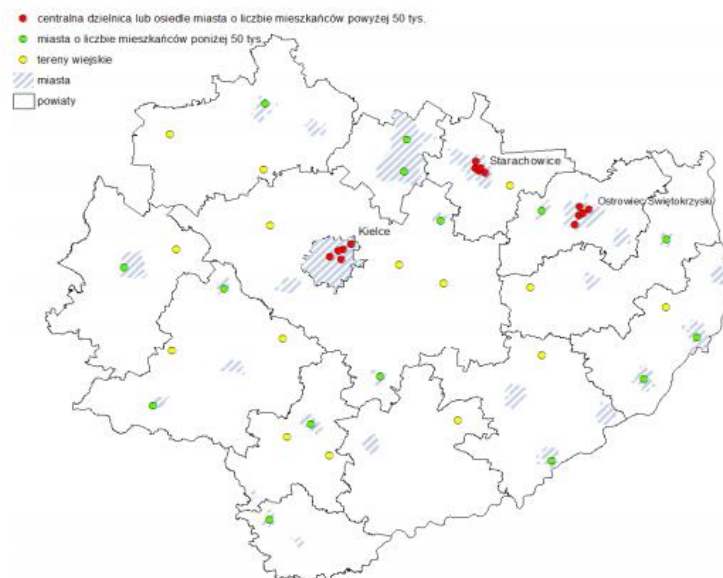 centralna dzielnica lub osiedle miasta o liczbie mieszkańców powyżej 50 tys.
miasta o liczbie mieszkańców poniżej 50 tys.
tereny wiejskie
miasta
powiaty
Starachowice
Ostrowiec Świętokrzyski
Kielce